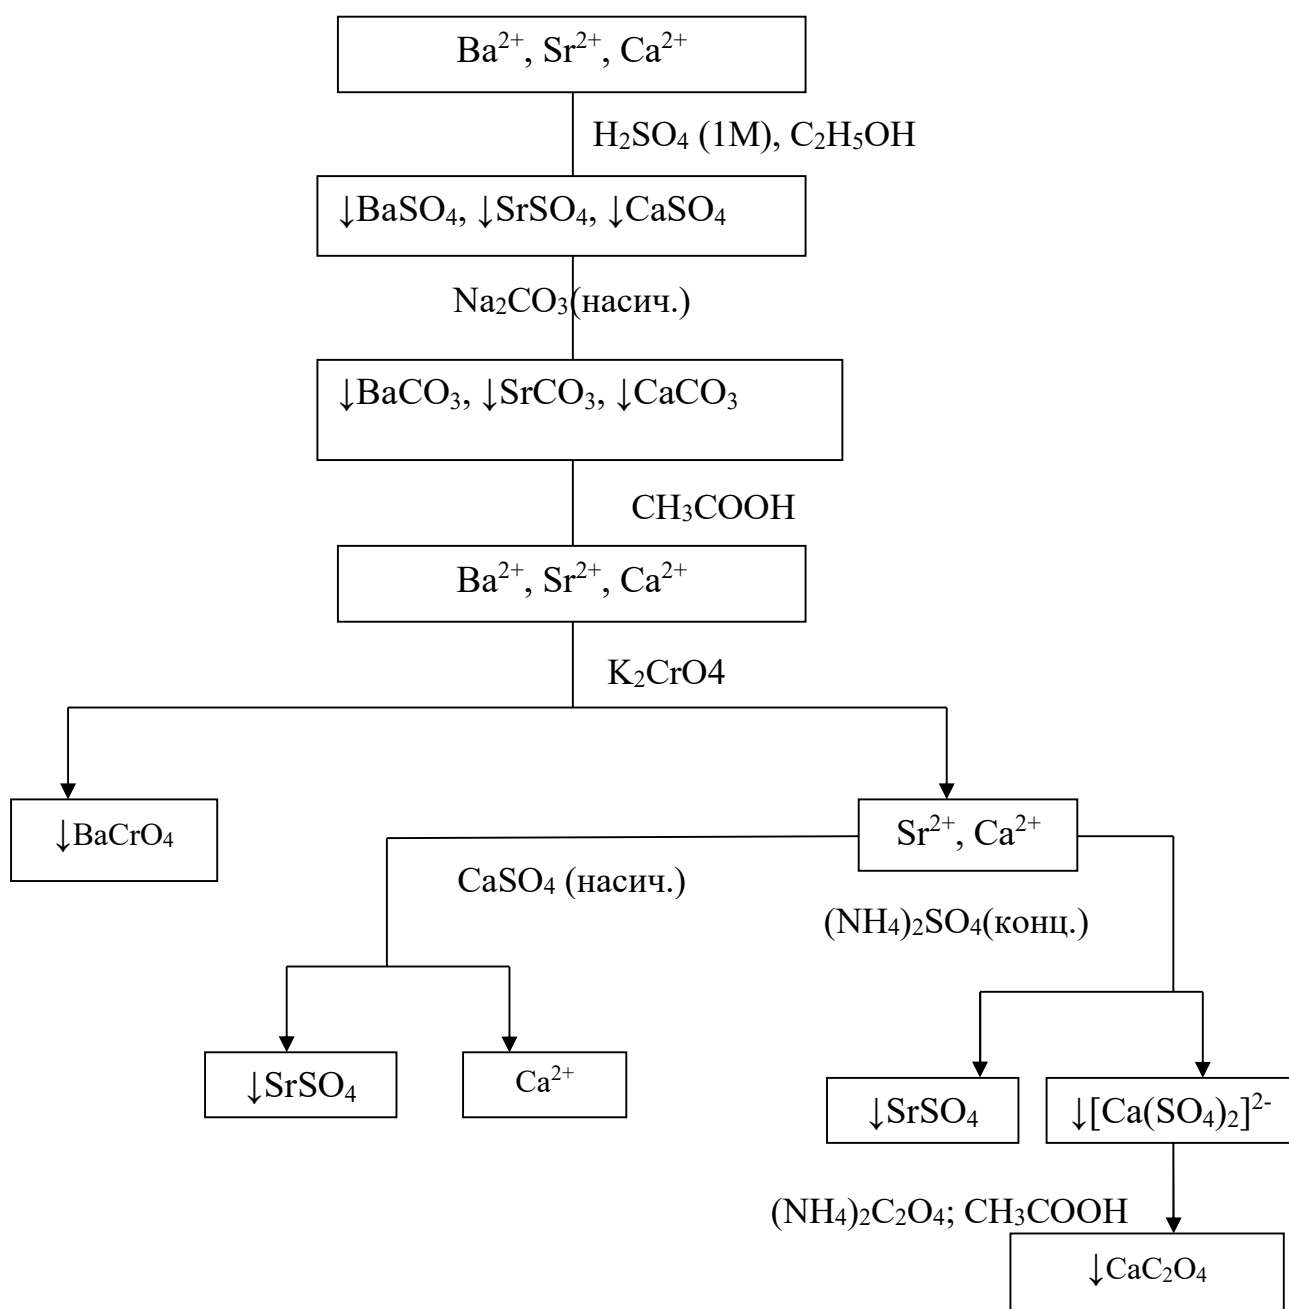 Ba²⁺, Sr²⁺, Ca²⁺
H₂SO₄ (1M), C₂H₅OH
↓BaSO₄, ↓SrSO₄, ↓CaSO₄
Na₂CO₃(насич.)
↓BaCO₃, ↓SrCO₃, ↓CaCO₃
CH₃COOH
Ba²⁺, Sr²⁺, Ca²⁺
K₂CrO4
↓BaCrO₄
Sr²⁺, Ca²⁺
CaSO₄ (насич.)
(NH₄)₂SO₄(конц.)
↓SrSO₄
Ca²⁺
↓SrSO₄
↓[Ca(SO₄)₂]²⁻
(NH₄)₂C₂O₄; CH₃COOH
↓CaC₂O₄